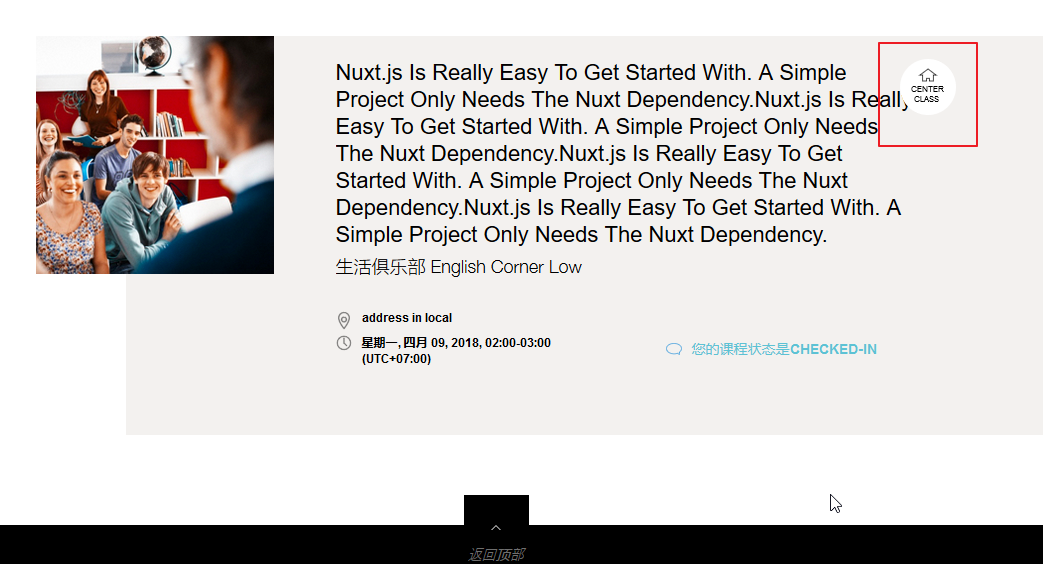 Nuxt.js Is Really Easy To Get Started With. A Simple
Project Only Needs The Nuxt Dependency.Nuxt.js Is Really
Easy To Get Started With. A Simple Project Only Needs
The Nuxt Dependency.Nuxt.js Is Really Easy To Get
Started With. A Simple Project Only Needs The Nuxt
Dependency.Nuxt.js Is Really Easy To Get Started With. A
Simple Project Only Needs The Nuxt Dependency.
CENTER
CLASS
生活俱乐部 English Corner Low
address in local
星期一, 四月 09, 2018, 02:00-03:00
(UTC+07:00)
您的课程状态是CHECKED-IN
返回顶部